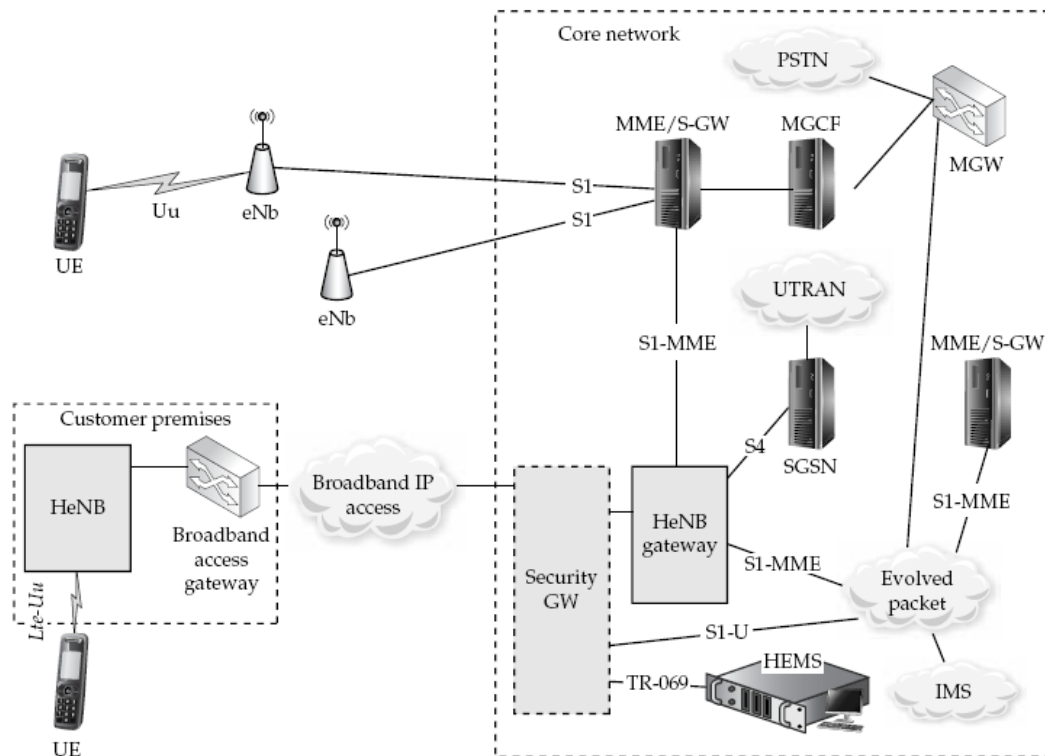 Core network
PSTN
MME/S-GW
MGCF
MGW
S1
Uu
eNb
UE
S1
eNb
UTRAN
S1-MME
MME/S-GW
Customer premises
S4
SGSN
HeNB
Broadband IP
access
HeNB
gateway
S1-MME
Broadband
access
gateway
Security
GW
S1-MME
Evolved
packet
Lte-Uu
S1-U
HEMS
TR-069
IMS
UE